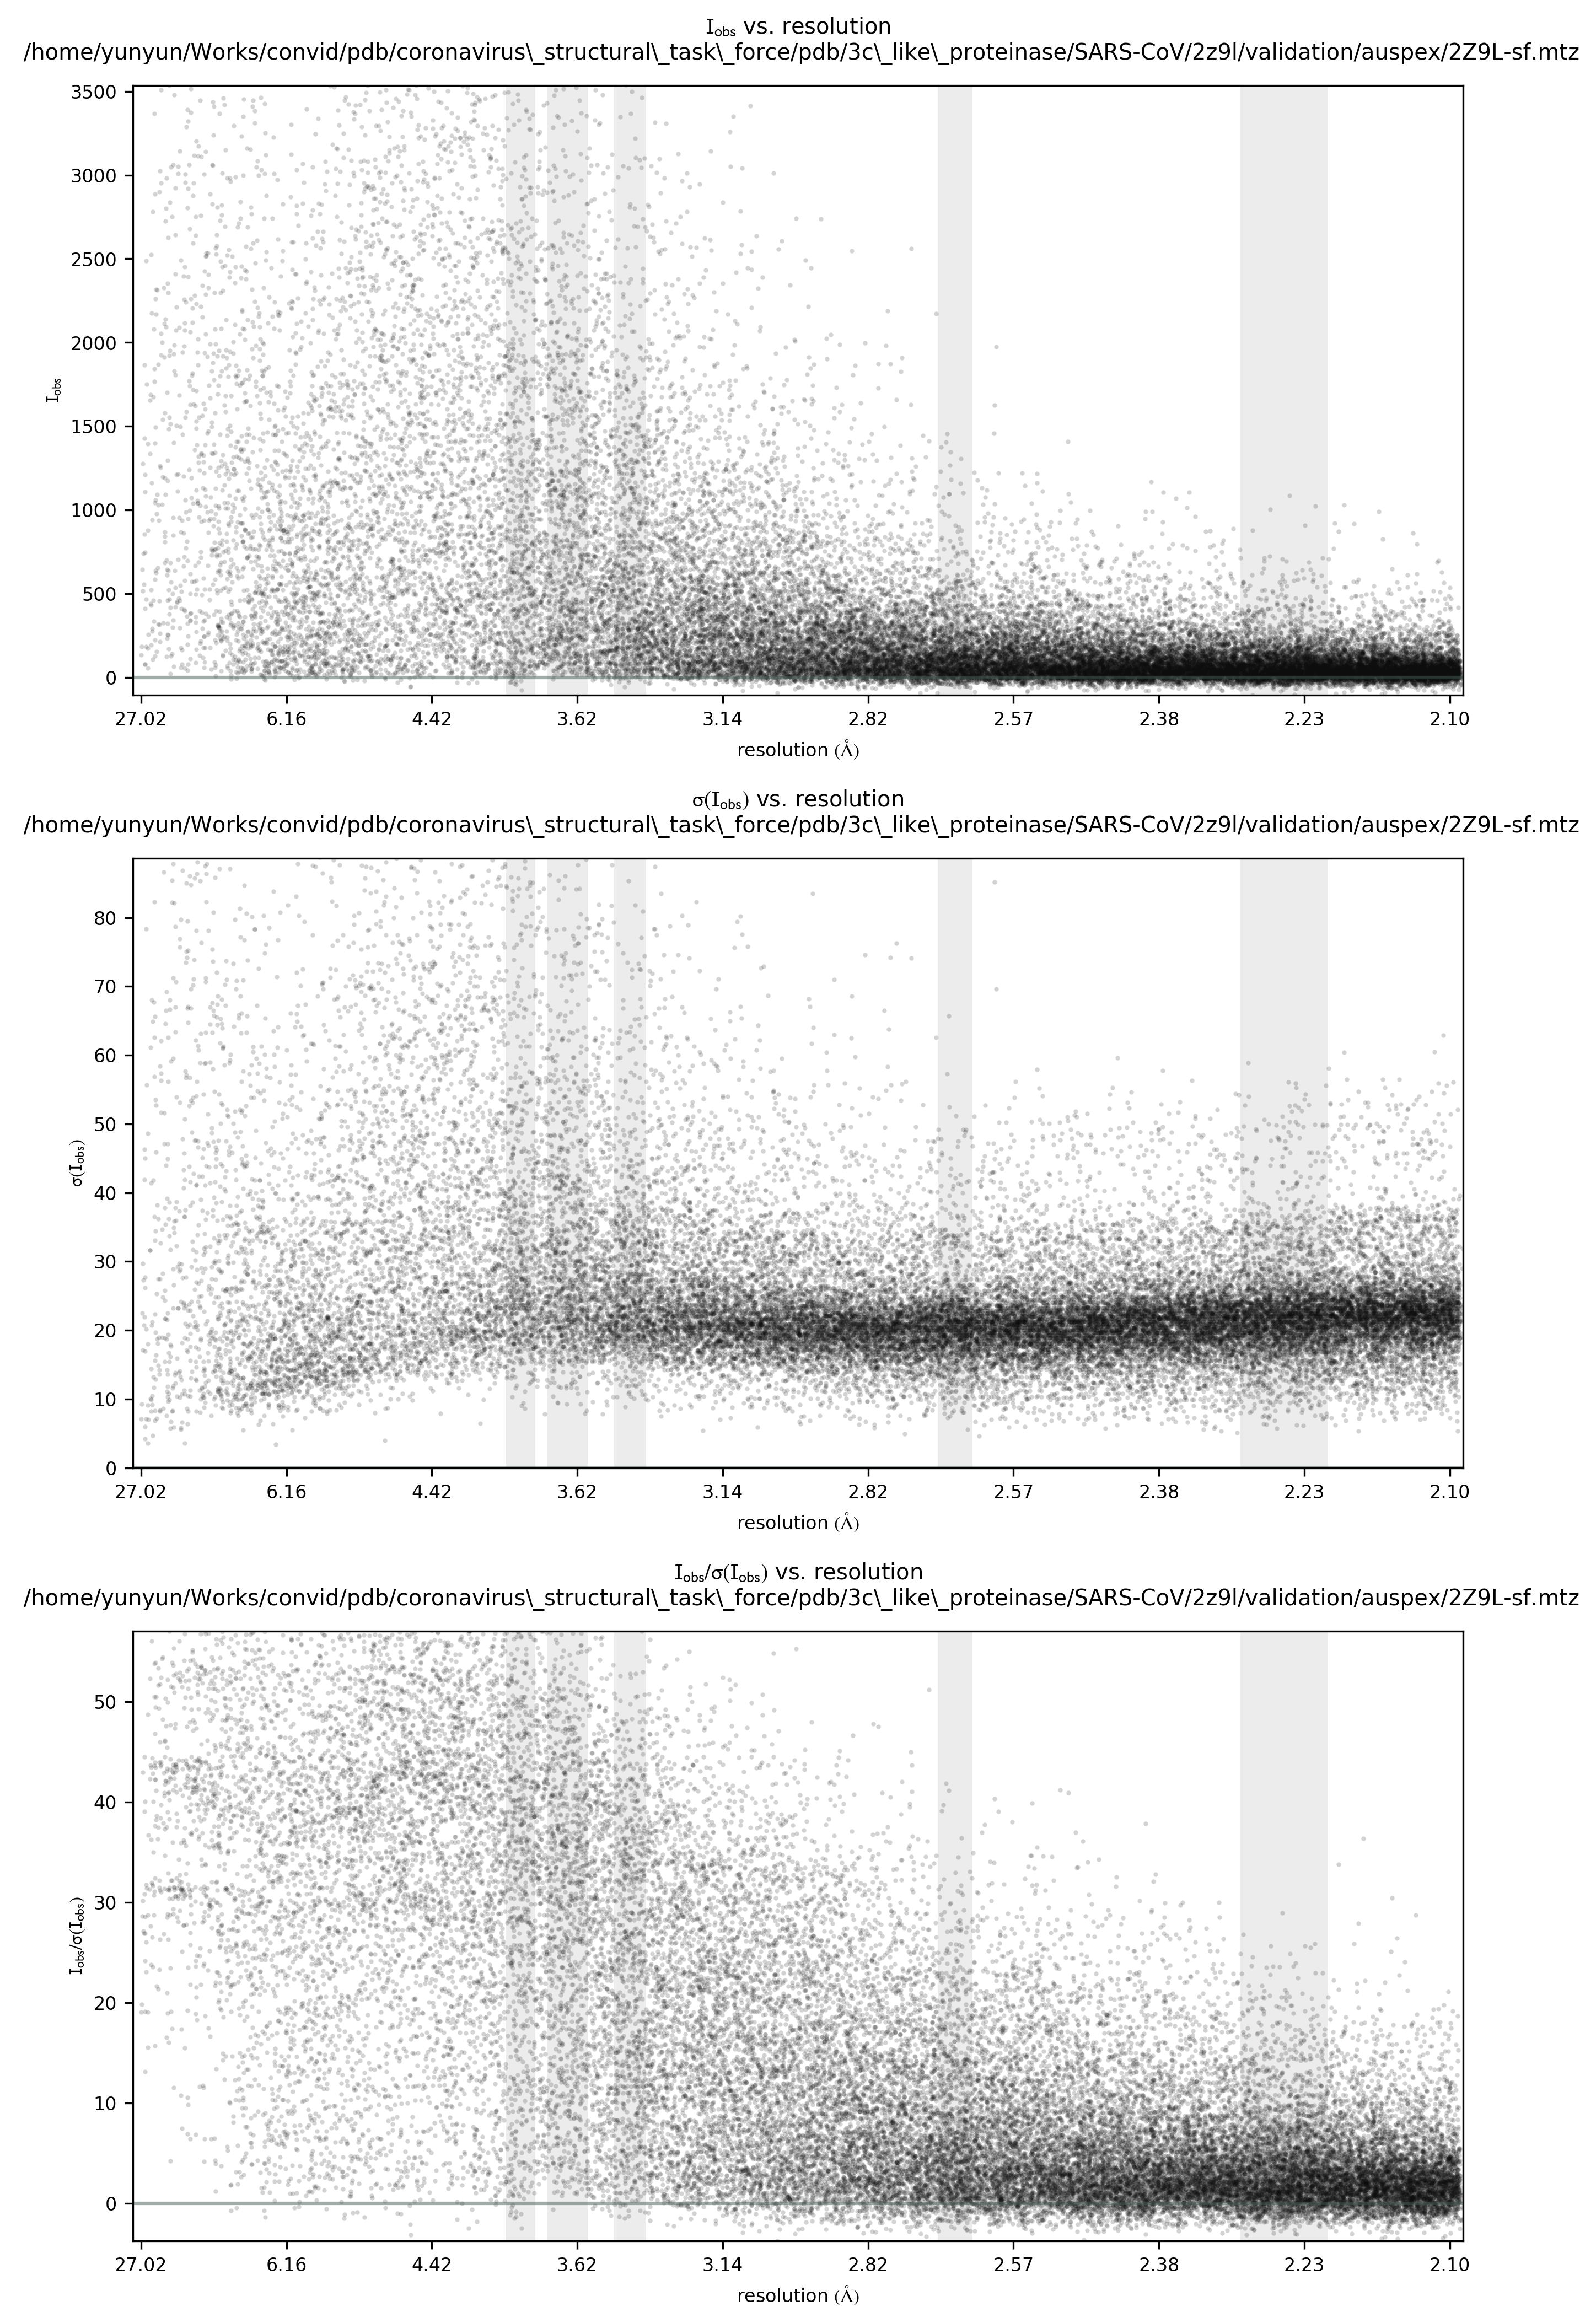 Iobs vs. resolution
/home/yunyun/Works/convid/pdb/coronavirus\_structural\_task\_force/pdb/3c\_like\_proteinase/SARS-CoV/2z9l/validation/auspex/2Z9L-sf.mtz
3500
3000
2500
2000
1500
1000
500
0
Iobs
27.02 6.16 4.42 3.62 3.14 2.82 2.57 2.38 2.23 2.10
resolution (Å)
σ(Iobs) vs. resolution
/home/yunyun/Works/convid/pdb/coronavirus\_structural\_task\_force/pdb/3c\_like\_proteinase/SARS-CoV/2z9l/validation/auspex/2Z9L-sf.mtz
80
70
60
50
40
30
20
10
0
σ(Iobs)
27.02 6.16 4.42 3.62 3.14 2.82 2.57 2.38 2.23 2.10
resolution (Å)
Iobs/σ(Iobs) vs. resolution
/home/yunyun/Works/convid/pdb/coronavirus\_structural\_task\_force/pdb/3c\_like\_proteinase/SARS-CoV/2z9l/validation/auspex/2Z9L-sf.mtz
50
40
30
20
10
0
Iobs/σ(Iobs)
27.02 6.16 4.42 3.62 3.14 2.82 2.57 2.38 2.23 2.10
resolution (Å)